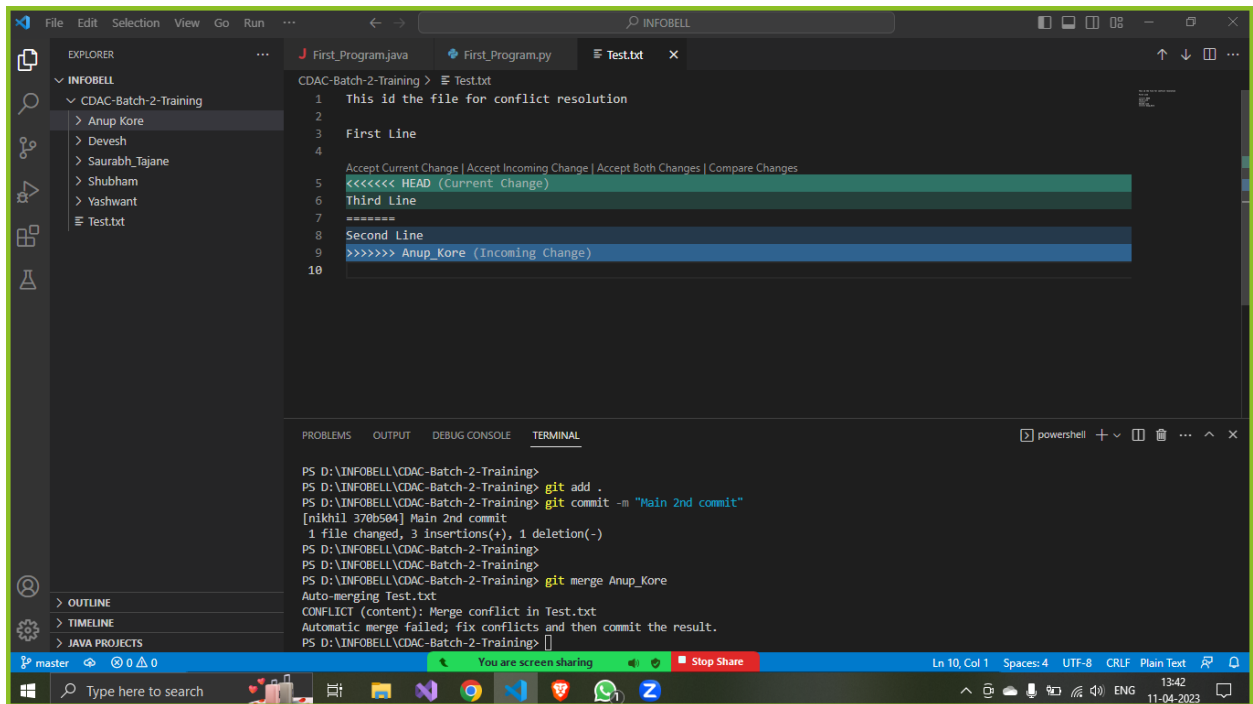 File Edit Selection View Go Run ··· ← → INFOBELL
EXPLORER ···
INFOBELL
CDAC-Batch-2-Training
Anup Kore
Devesh
Saurabh_Tajane
Shubham
Yashwant
Test.txt
OUTLINE
TIMELINE
JAVA PROJECTS
J First_Program.java First_Program.py Test.txt ×
CDAC-Batch-2-Training > Test.txt
1 This id the file for conflict resolution
2
3 First Line
4
Accept Current Change | Accept Incoming Change | Accept Both Changes | Compare Changes
5 <<<<<<< HEAD (Current Change)
6 Third Line
7 =======
8 Second Line
9 >>>>>>> Anup_Kore (Incoming Change)
10
PROBLEMS OUTPUT DEBUG CONSOLE TERMINAL powershell
PS D:\INFOBELL\CDAC-Batch-2-Training>
PS D:\INFOBELL\CDAC-Batch-2-Training> git add .
PS D:\INFOBELL\CDAC-Batch-2-Training> git commit -m "Main 2nd commit"
[nikhil 370b504] Main 2nd commit
1 file changed, 3 insertions(+), 1 deletion(-)
PS D:\INFOBELL\CDAC-Batch-2-Training>
PS D:\INFOBELL\CDAC-Batch-2-Training>
PS D:\INFOBELL\CDAC-Batch-2-Training> git merge Anup_Kore
Auto-merging Test.txt
CONFLICT (content): Merge conflict in Test.txt
Automatic merge failed; fix conflicts and then commit the result.
PS D:\INFOBELL\CDAC-Batch-2-Training>
master 0 0 You are screen sharing Stop Share Ln 10, Col 1 Spaces: 4 UTF-8 CRLF Plain Text
Type here to search ENG 13:42
11-04-2023